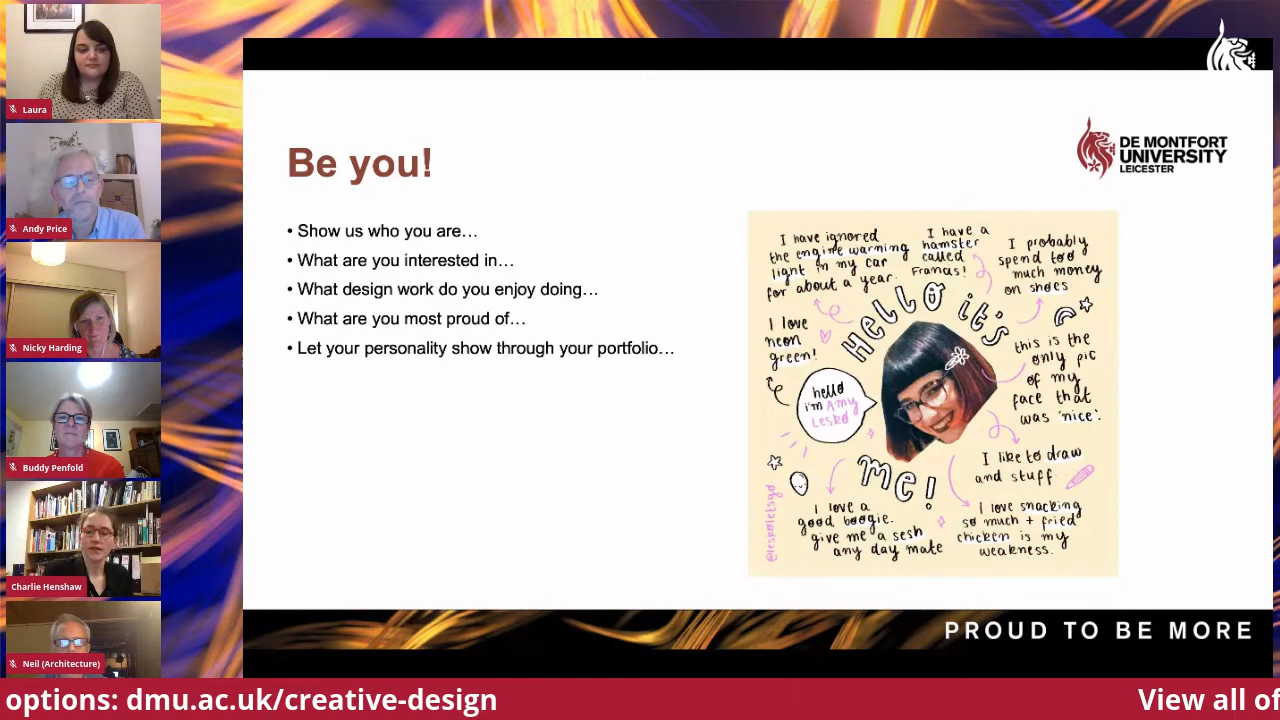 Laura
Andy Price
Nicky Harding
Buddy Penfold
Charlie Henshaw
Neil (Architecture)
DE MONTFORT
UNIVERSITY
LEICESTER
Be you!
• Show us who you are…
• What are you interested in…
• What design work do you enjoy doing…
• What are you most proud of…
• Let your personality show through your portfolio…
I have ignored
the engine warning
light in my car
for about a year.
I have a
hamster
called
Francis!
I probably
spend too
much money
on shoes
I love
neon
green!
HELLO it's
this is the
only pic
of my
face that
was 'nice'.
hello
i'm Amy
Lesko
I like to draw
and stuff
me!
@leskoletsgo
I love a
good boogie.
give me a sesh
any day mate
I love snacking
so much + fried
chicken is my
weakness.
PROUD TO BE MORE
options: dmu.ac.uk/creative-design
View all of